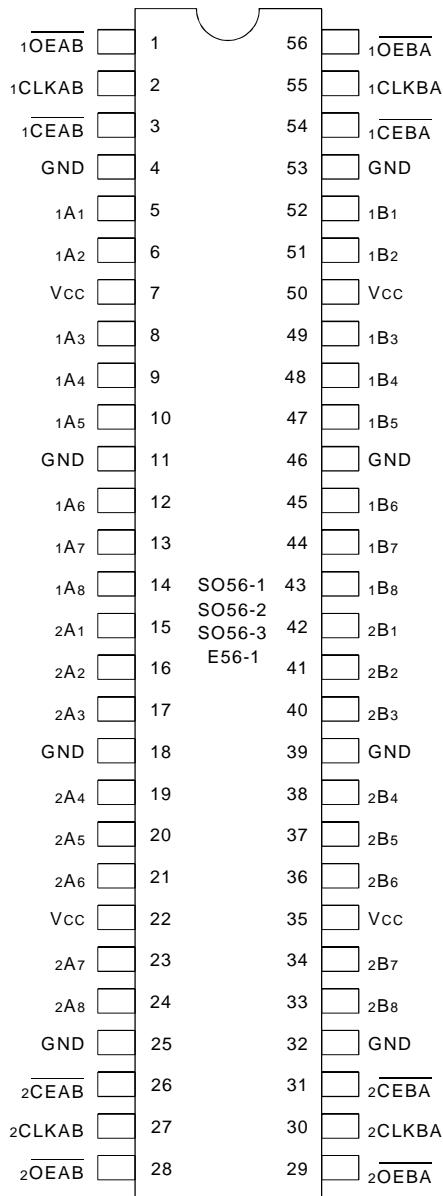 1OEAB 1 56 1OEBA
1CLKAB 2 55 1CLKBA
1CEAB 3 54 1CEBA
GND 4 53 GND
1A1 5 52 1B1
1A2 6 51 1B2
VCC 7 50 VCC
1A3 8 49 1B3
1A4 9 48 1B4
1A5 10 47 1B5
GND 11 46 GND
1A6 12 45 1B6
1A7 13 44 1B7
1A8 14 SO56-1 43 1B8
SO56-2
2A1 15 SO56-3 42 2B1
E56-1
2A2 16 41 2B2
2A3 17 40 2B3
GND 18 39 GND
2A4 19 38 2B4
2A5 20 37 2B5
2A6 21 36 2B6
VCC 22 35 VCC
2A7 23 34 2B7
2A8 24 33 2B8
GND 25 32 GND
2CEAB 26 31 2CEBA
2CLKAB 27 30 2CLKBA
2OEAB 28 29 2OEBA